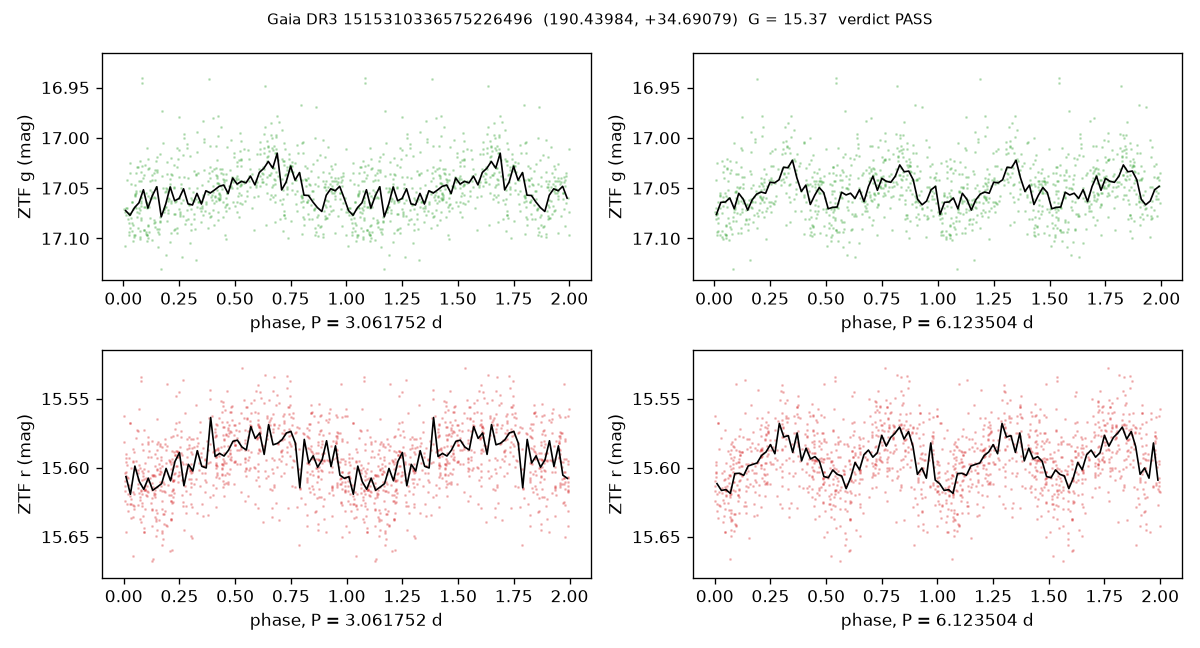 Gaia DR3 1515310336575226496 (190.43984, +34.69079) G = 15.37 verdict PASS
ZTF g (mag)
16.95
17.00
17.05
17.10
0.00 0.25 0.50 0.75 1.00 1.25 1.50 1.75 2.00
phase, P = 3.061752 d
ZTF g (mag)
16.95
17.00
17.05
17.10
0.00 0.25 0.50 0.75 1.00 1.25 1.50 1.75 2.00
phase, P = 6.123504 d
ZTF r (mag)
15.55
15.60
15.65
0.00 0.25 0.50 0.75 1.00 1.25 1.50 1.75 2.00
phase, P = 3.061752 d
ZTF r (mag)
15.55
15.60
15.65
0.00 0.25 0.50 0.75 1.00 1.25 1.50 1.75 2.00
phase, P = 6.123504 d